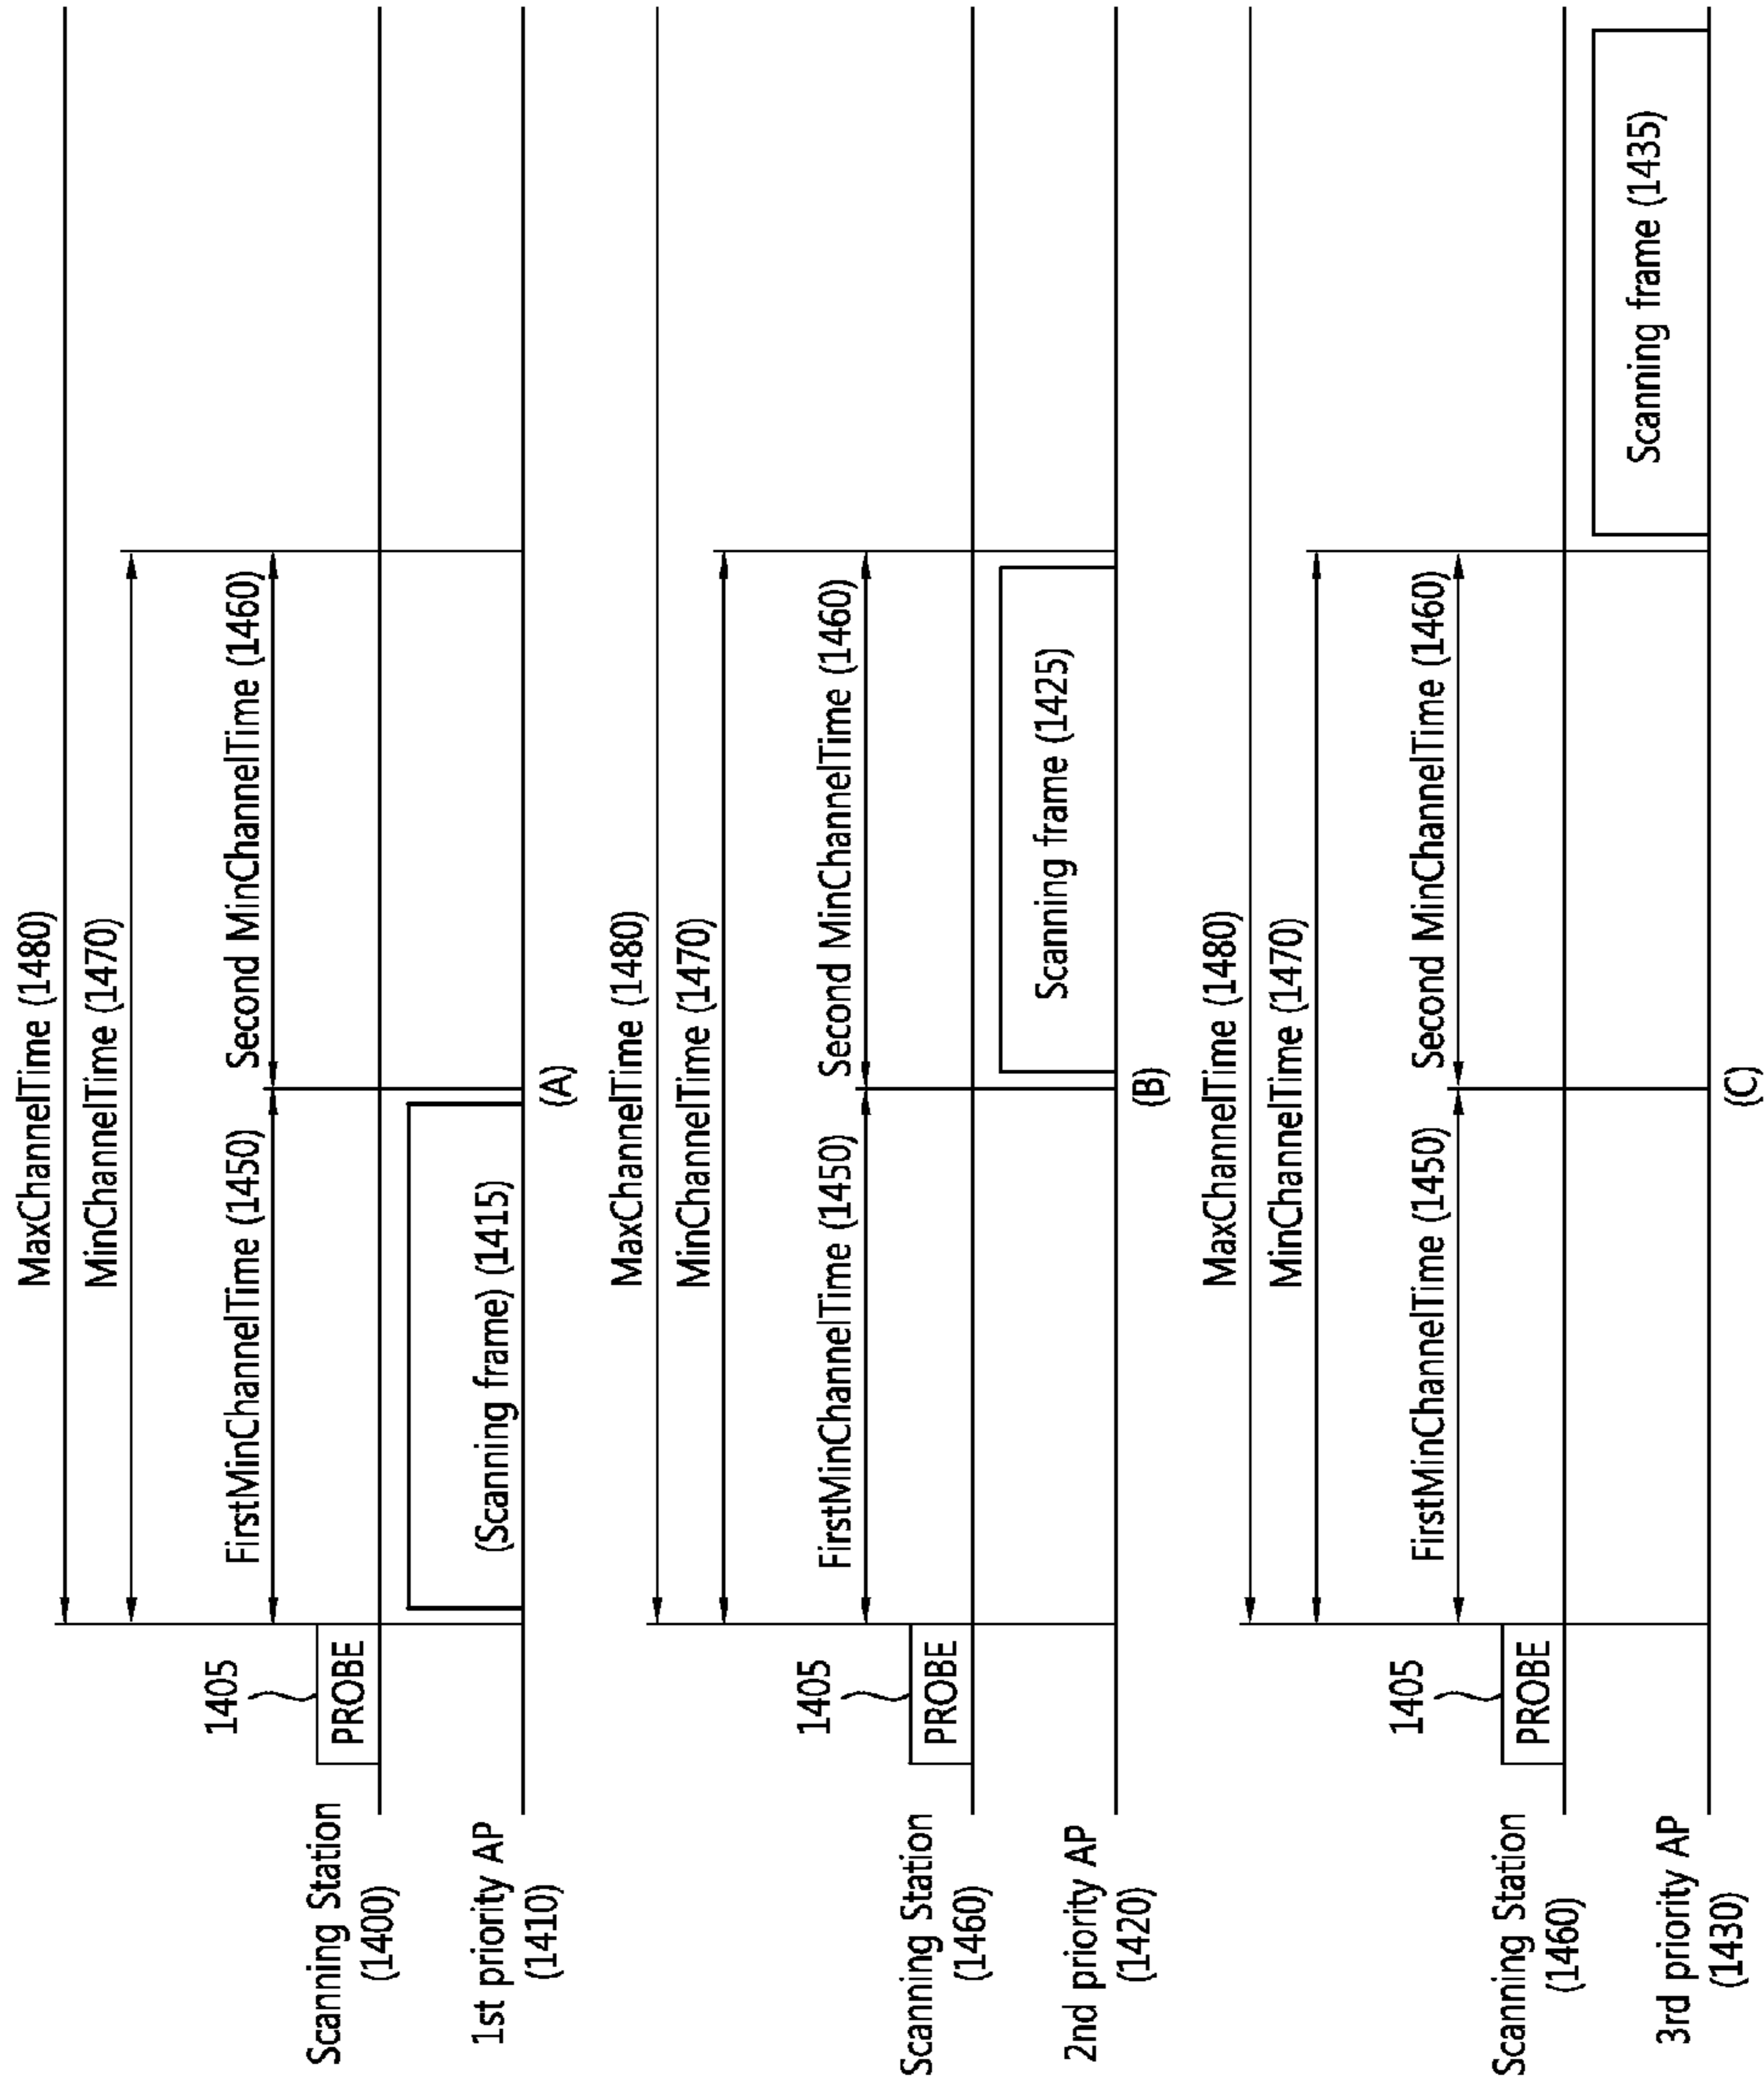 MaxChannelTime (1480)
MinChannelTime (1470)
FirstMinChannelTime (1450)
Second MinChannelTime (1460)
1405
PROBE
Scanning Station
(1400)
(Scanning frame) (1415)
1st priority AP
(1410)
(A)
MaxChannelTime (1480)
MinChannelTime (1470)
FirstMinChannelTime (1450)
Second MinChannelTime (1460)
1405
PROBE
Scanning Station
(1460)
Scanning frame (1425)
2nd priority AP
(1420)
(B)
MaxChannelTime (1480)
MinChannelTime (1470)
FirstMinChannelTime (1450)
Second MinChannelTime (1460)
1405
PROBE
Scanning Station
(1460)
Scanning frame (1435)
3rd priority AP
(1430)
(C)